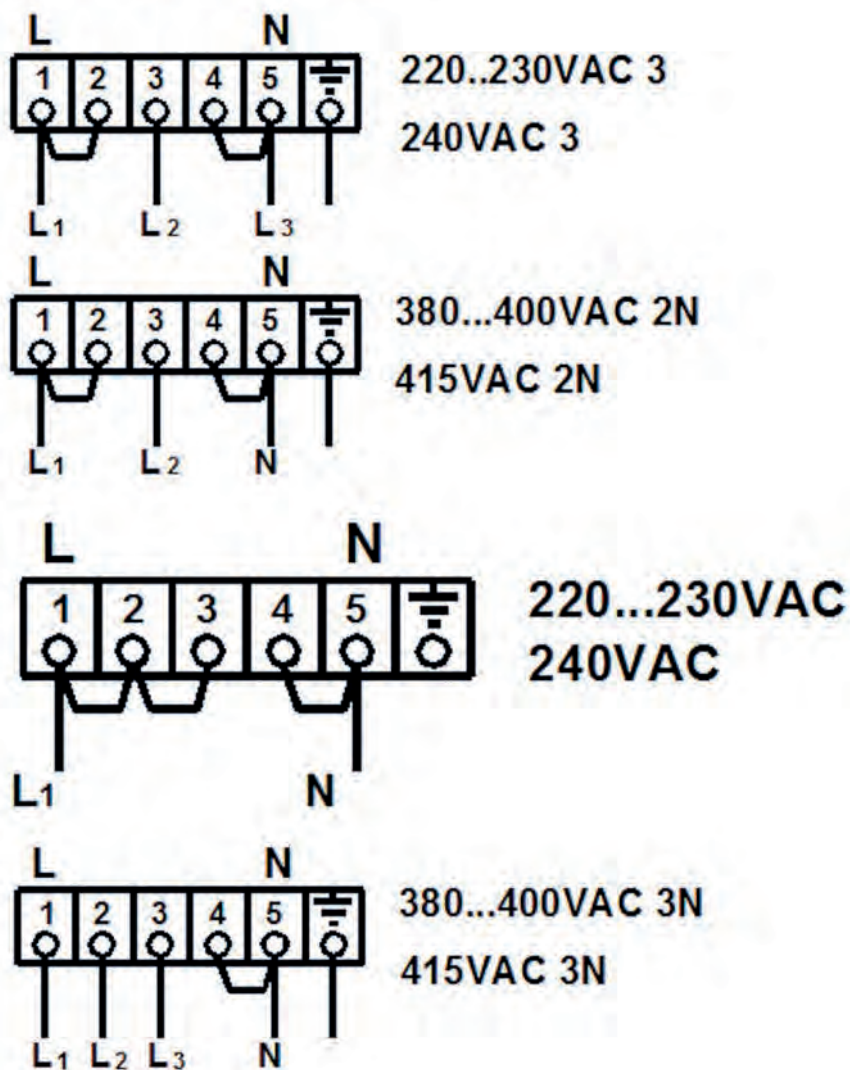 L N
1 2 3 4 5
220..230VAC 3
240VAC 3
L1 L2 L3
L N
1 2 3 4 5
380...400VAC 2N
415VAC 2N
L1 L2 N
L N
1 2 3 4 5
220...230VAC
240VAC
L1 N
L N
1 2 3 4 5
380...400VAC 3N
415VAC 3N
L1 L2 L3 N